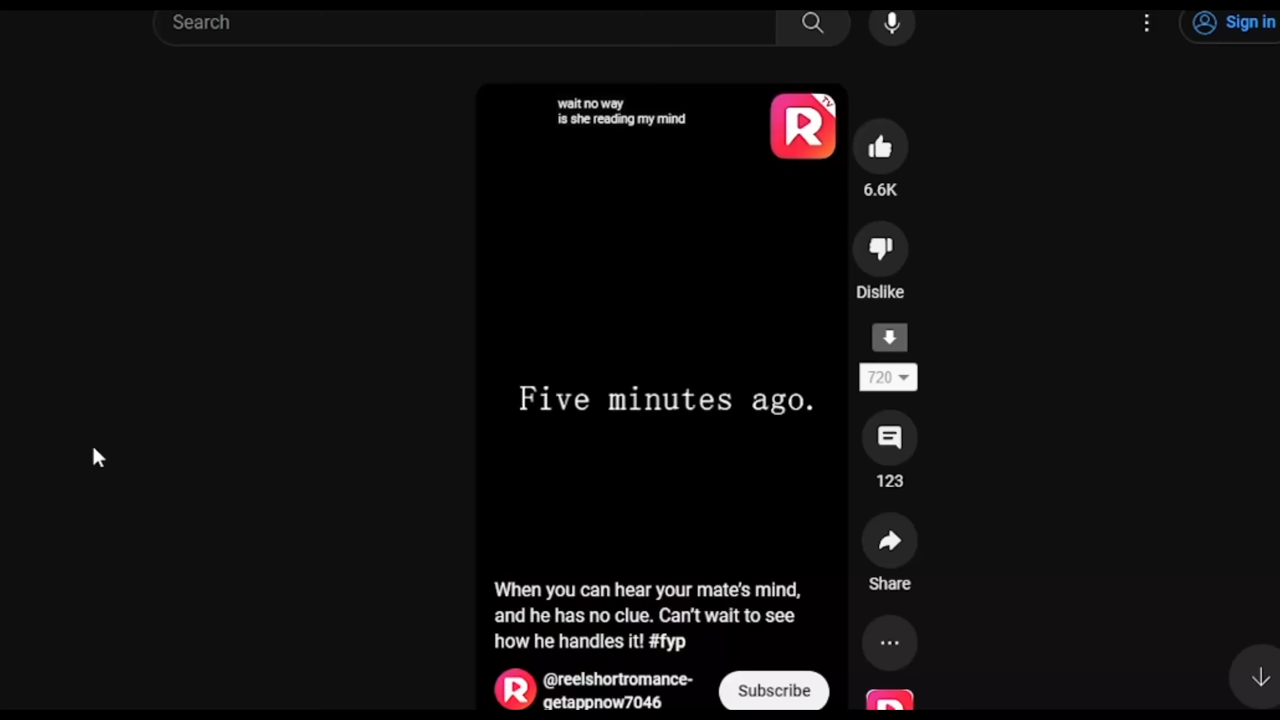 Search
Sign in
wait no way
is she reading my mind
TV
R
6.6K
Dislike
720
Five minutes ago.
123
Share
When you can hear your mate's mind,
and he has no clue. Can't wait to see
how he handles it! #fyp
R
@reelshortromance-
getappnow7046
Subscribe